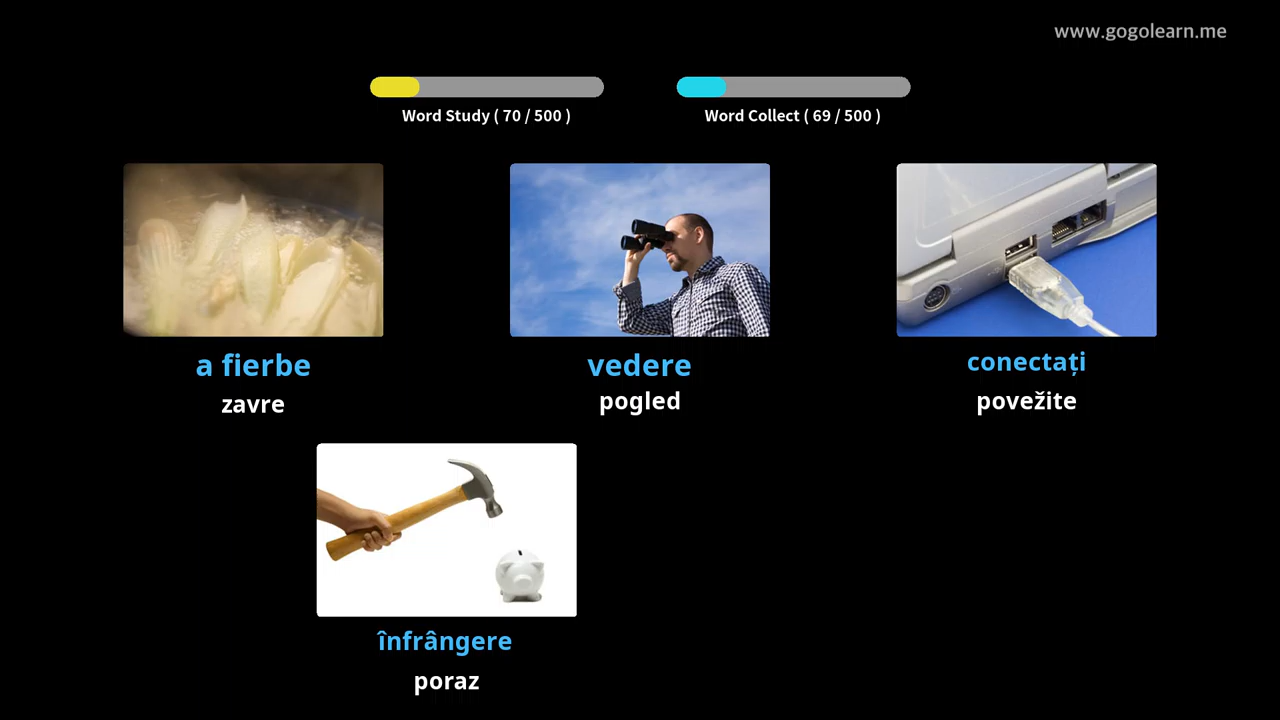 www.gogolearn.me
Word Study ( 70 / 500 )
Word Collect ( 69 / 500 )
a fierbe
zavre
vedere
pogled
conectați
povežite
înfrângere
poraz